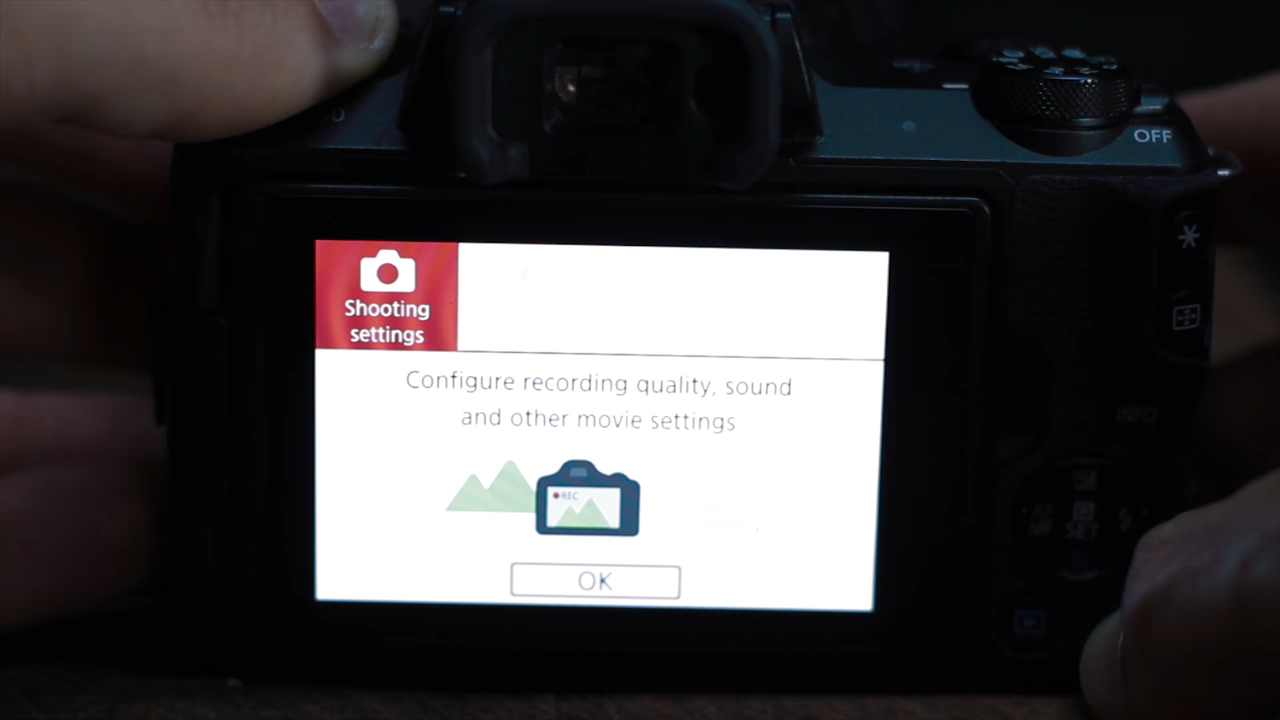 OFF
Shooting
settings
Configure recording quality, sound
and other movie settings
REC
OK
INFO
SET